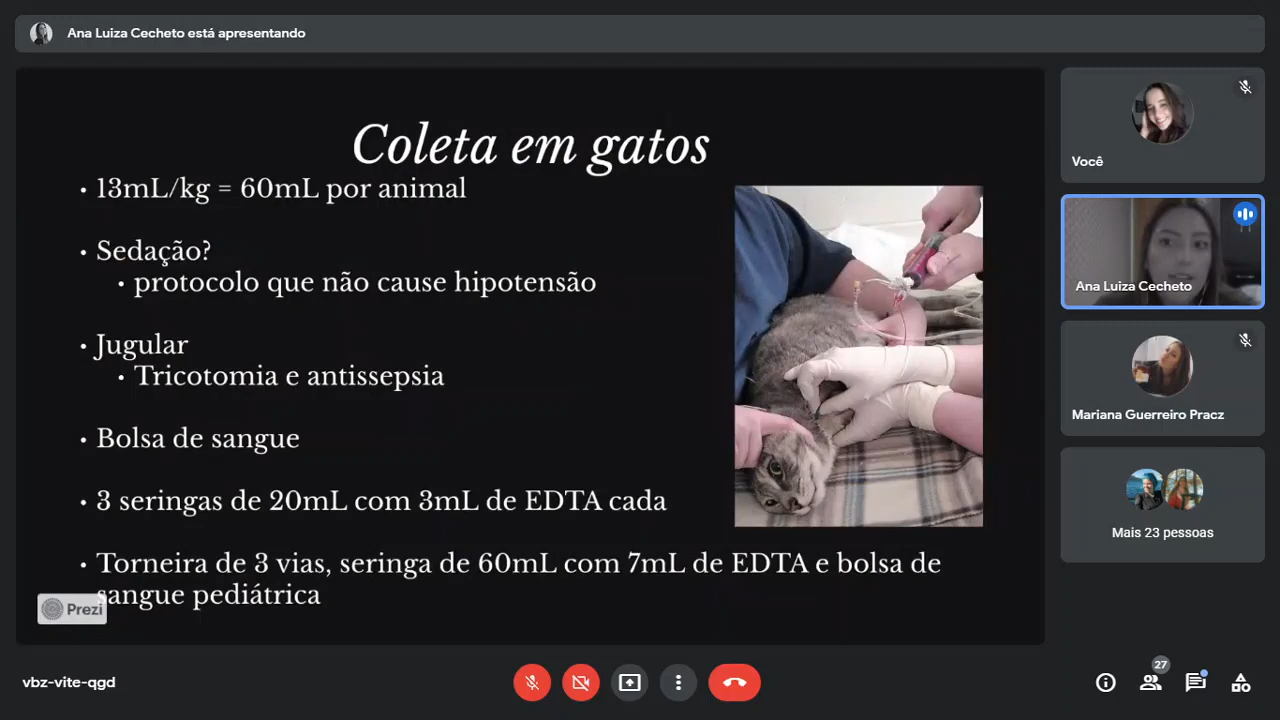 Ana Luiza Cecheto está apresentando
Coleta em gatos
• 13mL/kg = 60mL por animal
• Sedação?
• protocolo que não cause hipotensão
• Jugular
• Tricotomia e antissepsia
• Bolsa de sangue
• 3 seringas de 20mL com 3mL de EDTA cada
• Torneira de 3 vias, seringa de 60mL com 7mL de EDTA e bolsa de
sangue pediátrica
Prezi
Você
Ana Luiza Cecheto
Mariana Guerreiro Pracz
Mais 23 pessoas
vbz-vite-qgd
27